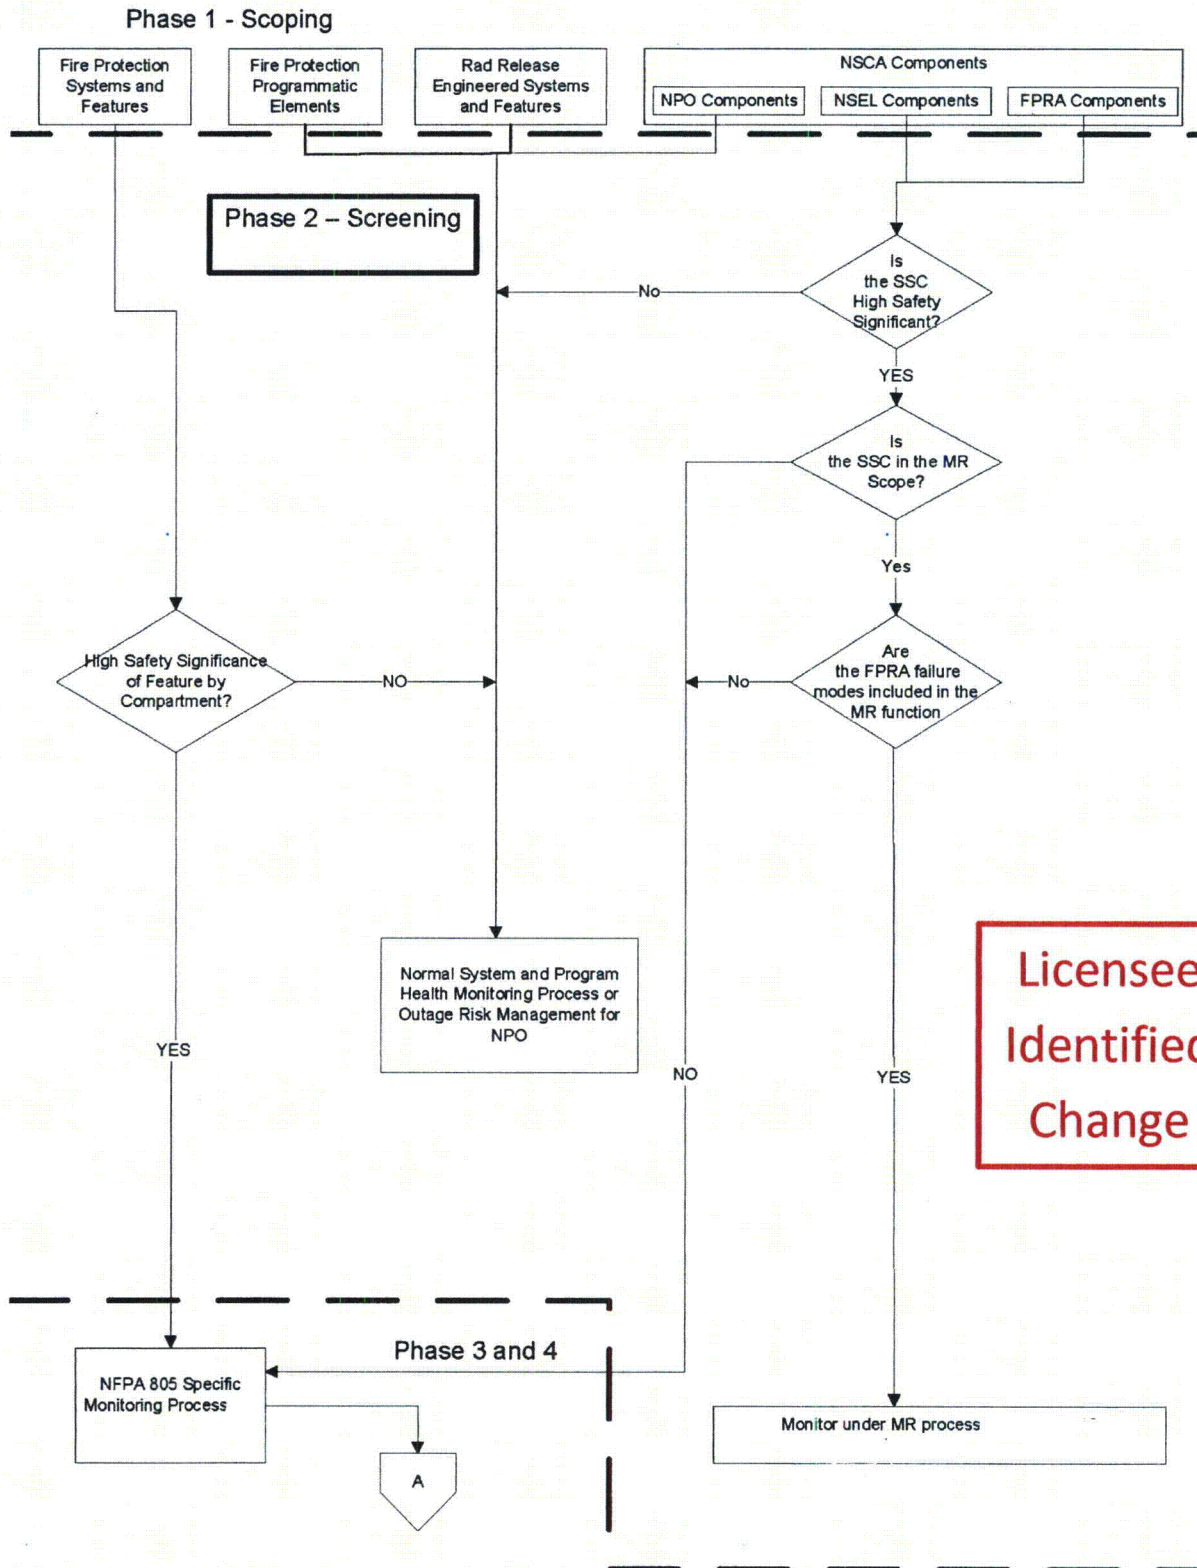 Phase 1 - Scoping
Fire Protection
Systems and
Features
Fire Protection
Programmatic
Elements
Rad Release
Engineered Systems
and Features
NSCA Components
NPO Components
NSEL Components
FPRA Components
Phase 2 – Screening
Is
the SSC
High Safety
Significant?
No
YES
Is
the SSC in the MR
Scope?
Yes
High Safety Significance
of Feature by
Compartment?
NO
Are
the FPRA failure
modes included in the
MR function
No
Normal System and Program
Health Monitoring Process or
Outage Risk Management for
NPO
Licensee
Identified
Change
YES
NO
YES
Phase 3 and 4
NFPA 805 Specific
Monitoring Process
Monitor under MR process
A